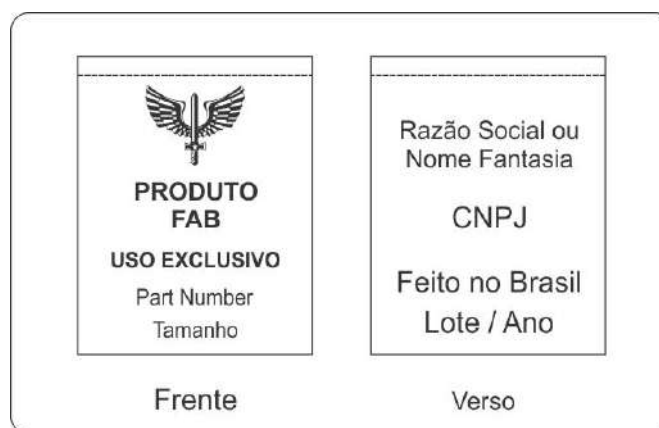 PRODUTO
FAB
USO EXCLUSIVO
Part Number
Tamanho
Frente
Razão Social ou
Nome Fantasia
CNPJ
Feito no Brasil
Lote / Ano
Verso